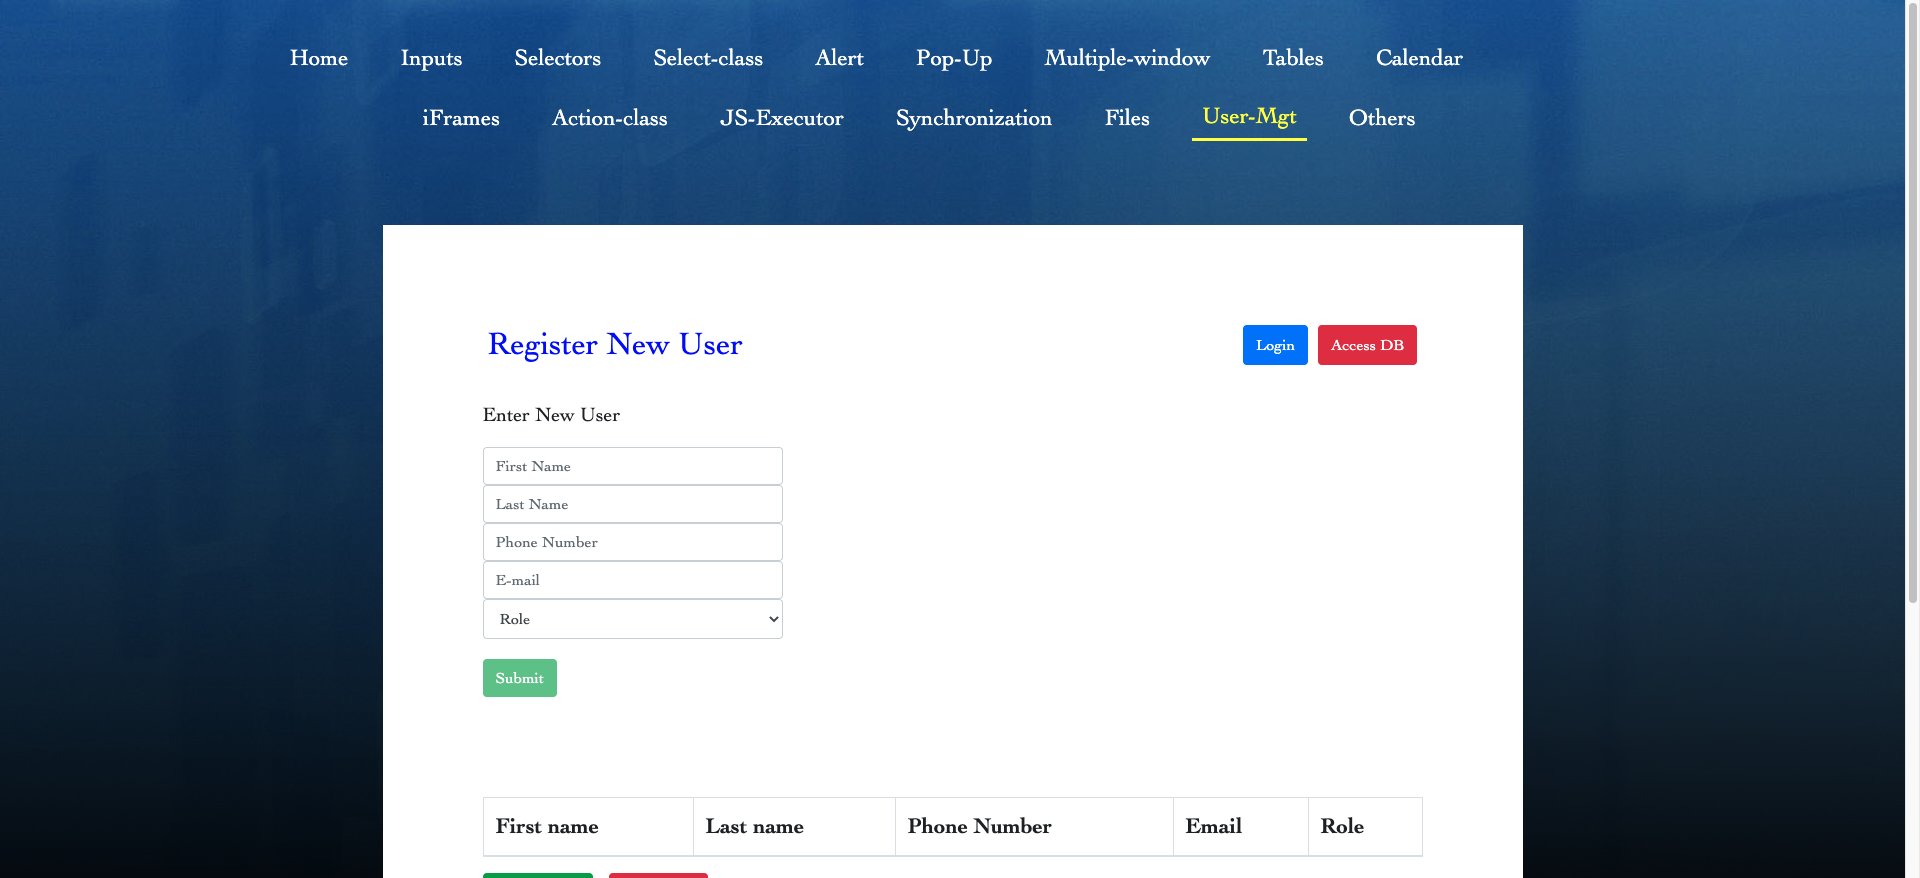 Home Inputs Selectors Select-class Alert Pop-Up Multiple-window Tables Calendar
iFrames Action-class JS-Executor Synchronization Files User-Mgt Others
Register New User Login Access DB
Enter New User
First Name
Last Name
Phone Number
E-mail
Role
Submit
First name Last name Phone Number Email Role